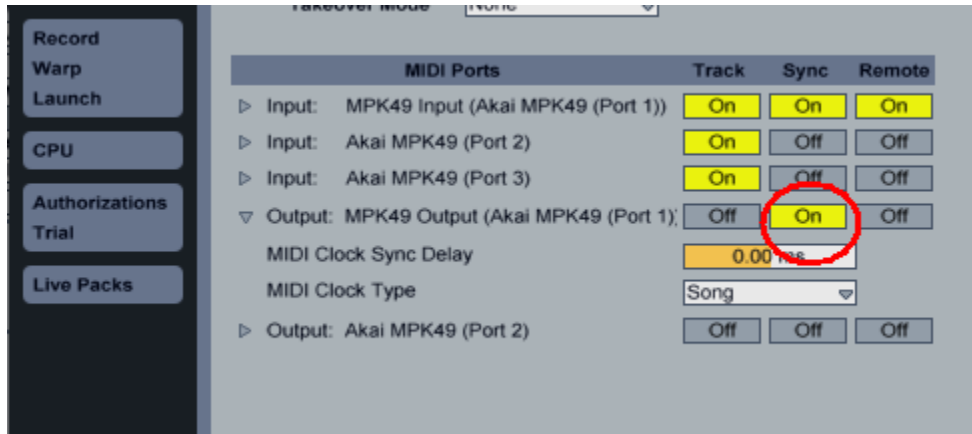 Takeover Mode None
Record
Warp
Launch
CPU
Authorizations
Trial
Live Packs
MIDI Ports Track Sync Remote
Input: MPK49 Input (Akai MPK49 (Port 1)) On On On
Input: Akai MPK49 (Port 2) On Off Off
Input: Akai MPK49 (Port 3) On Off Off
Output: MPK49 Output (Akai MPK49 (Port 1) Off On Off
MIDI Clock Sync Delay 0.00 ms
MIDI Clock Type Song
Output: Akai MPK49 (Port 2) Off Off Off